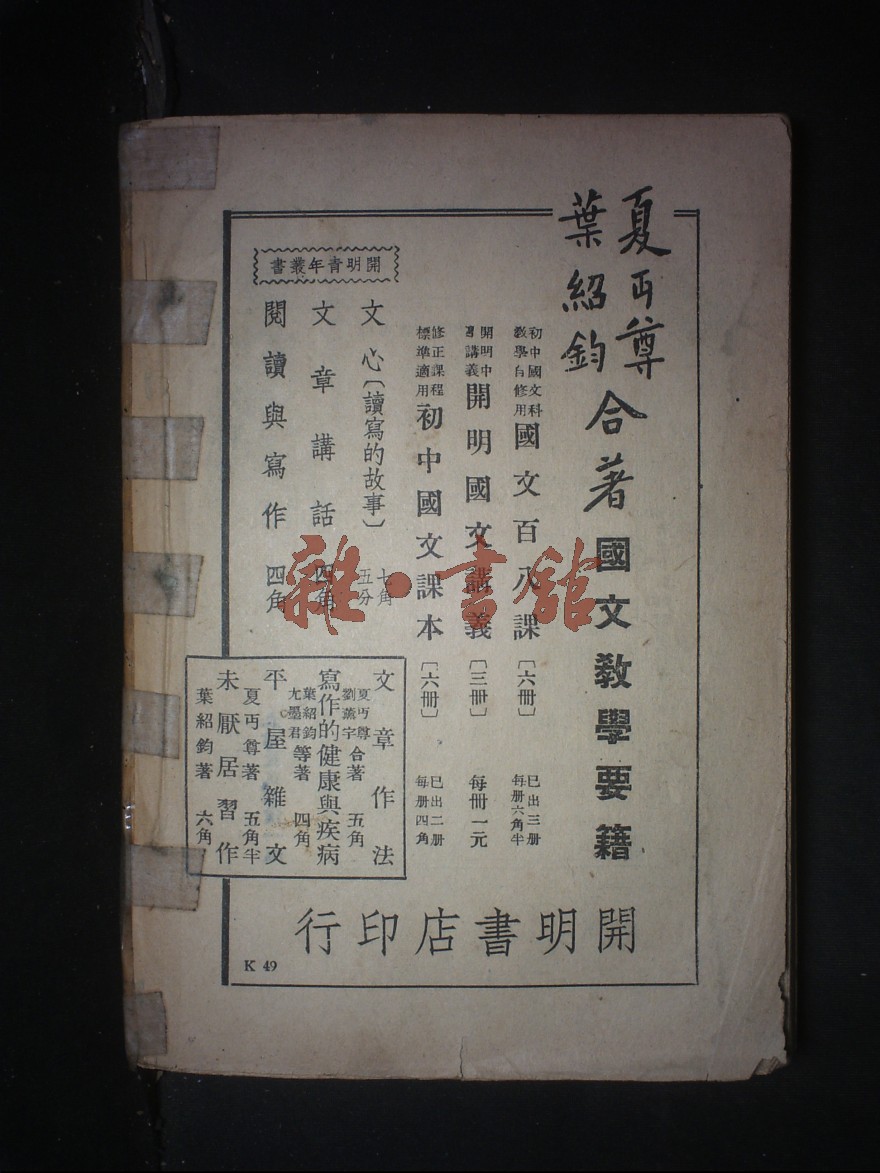 夏丏尊
葉紹鈞
合著
國文教學要籍
初中國文科
教學自修用
國文百八課
〔六冊〕
已出三册
每册六角半
開明中
學講義
開明國文講義
〔三冊〕
每冊一元
修正課程
標準適用
初中國文課本
〔六冊〕
已出二册
每册四角
開明青年叢書
文心〔讀寫的故事〕
七角
五分
文章講話
四角
閱讀與寫作
四角
文章作法
夏丏尊
劉薰宇
合著
五角
寫作的健康與疾病
葉紹鈞
尤墨君
等著
四角
平屋雜文
夏丏尊著
五角半
未厭居習作
葉紹鈞著
六角
開明書店印行
K 49
雜·書館